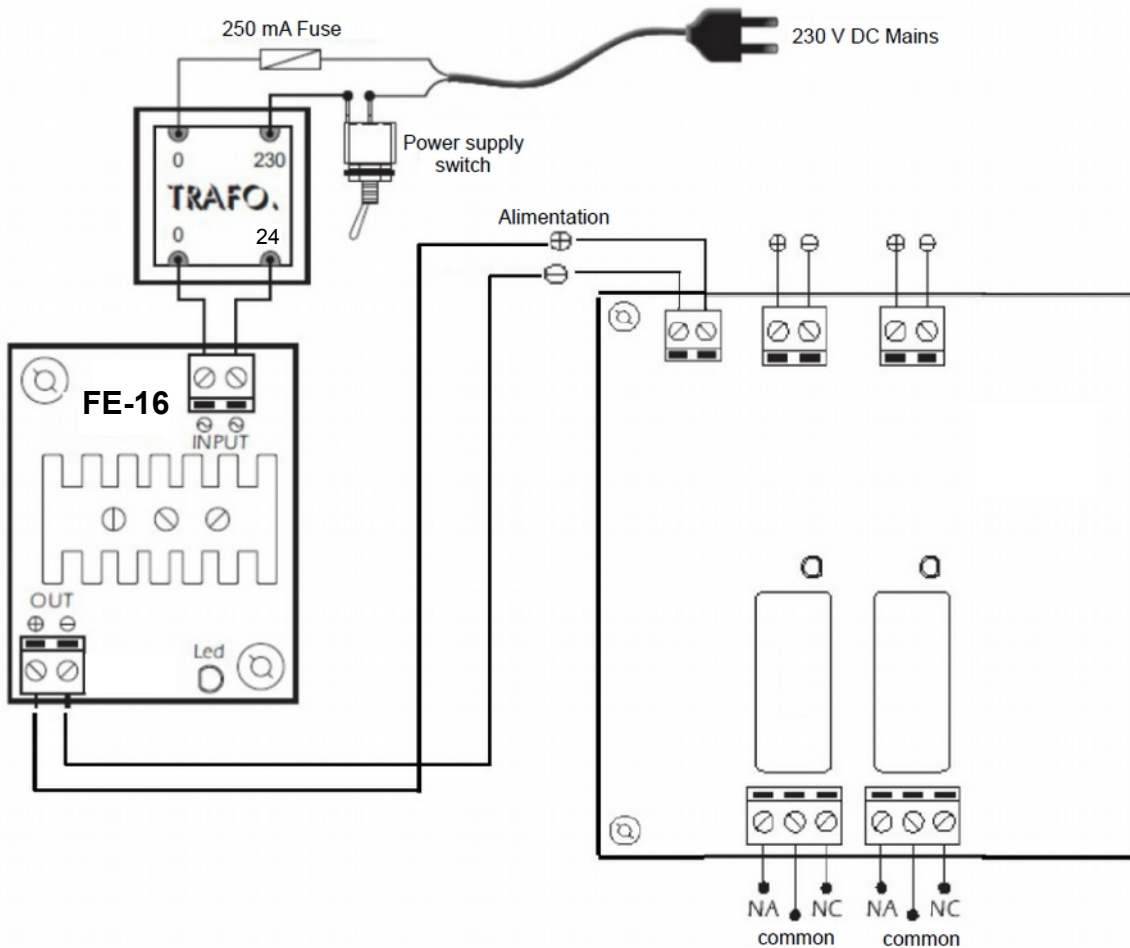 250 mA Fuse
230 V DC Mains
Power supply
switch
0 230
TRAFO.
0 24
Alimentation
FE-16
INPUT
OUT
Led
NA NC NA NC
common common